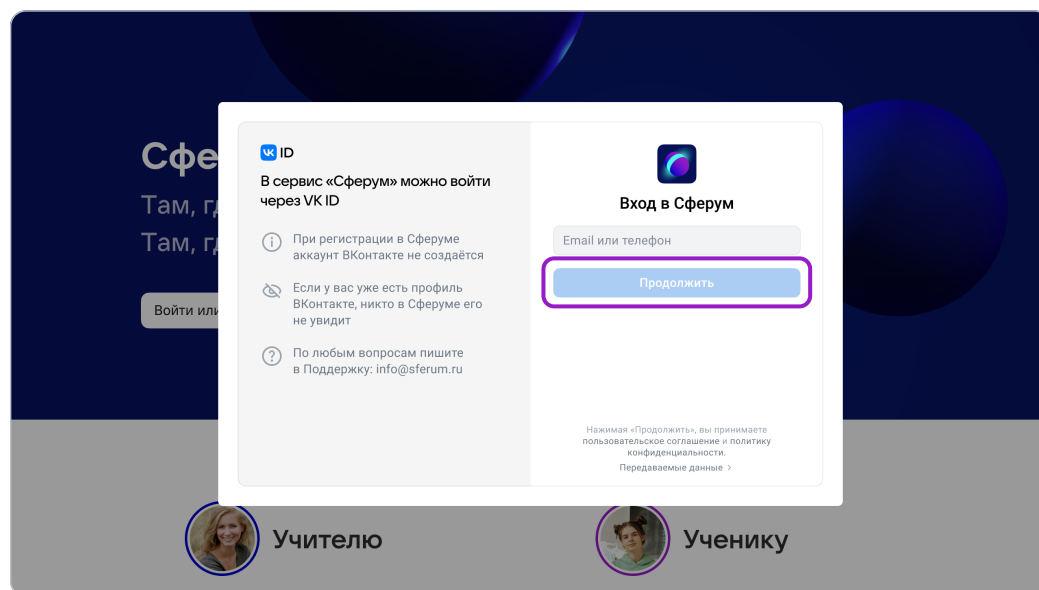 Сфе
Там, г
Там, г
Войти или
VK ID
В сервис «Сферум» можно войти
через VK ID
При регистрации в Сферуме
аккаунт ВКонтакте не создаётся
Если у вас уже есть профиль
ВКонтакте, никто в Сферуме его
не увидит
По любым вопросам пишите
в Поддержку: info@sferum.ru
Вход в Сферум
Email или телефон
Продолжить
Нажимая «Продолжить», вы принимаете
пользовательское соглашение и политику
конфиденциальности.
Передаваемые данные >
Учителю
Ученику